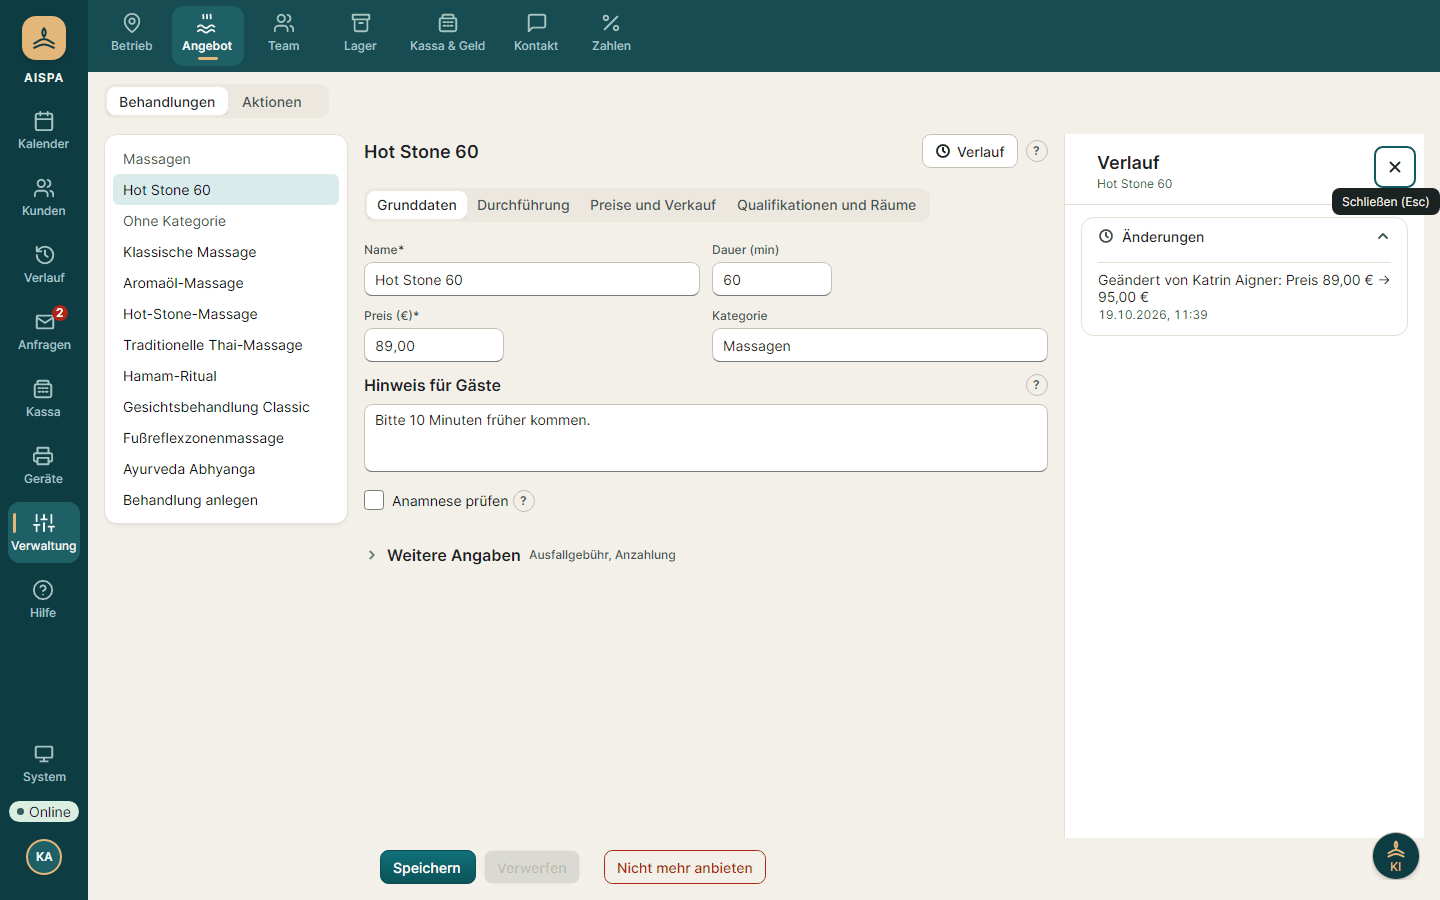 AISPA
Kalender
Kunden
Verlauf
2
Anfragen
Kassa
Geräte
Verwaltung
Hilfe
System
Online
KA
Betrieb
Angebot
Team
Lager
Kassa & Geld
Kontakt
Zahlen
Behandlungen
Aktionen
Massagen
Hot Stone 60
Ohne Kategorie
Klassische Massage
Aromaöl-Massage
Hot-Stone-Massage
Traditionelle Thai-Massage
Hamam-Ritual
Gesichtsbehandlung Classic
Fußreflexzonenmassage
Ayurveda Abhyanga
Behandlung anlegen
Hot Stone 60
Verlauf
?
Grunddaten
Durchführung
Preise und Verkauf
Qualifikationen und Räume
Name*
Hot Stone 60
Dauer (min)
60
Preis (€)*
89,00
Kategorie
Massagen
Hinweis für Gäste
?
Bitte 10 Minuten früher kommen.
Anamnese prüfen
?
Weitere Angaben
Ausfallgebühr, Anzahlung
Speichern
Verwerfen
Nicht mehr anbieten
Verlauf
Hot Stone 60
Schließen (Esc)
Änderungen
Geändert von Katrin Aigner: Preis 89,00 € →
95,00 €
19.10.2026, 11:39
KI